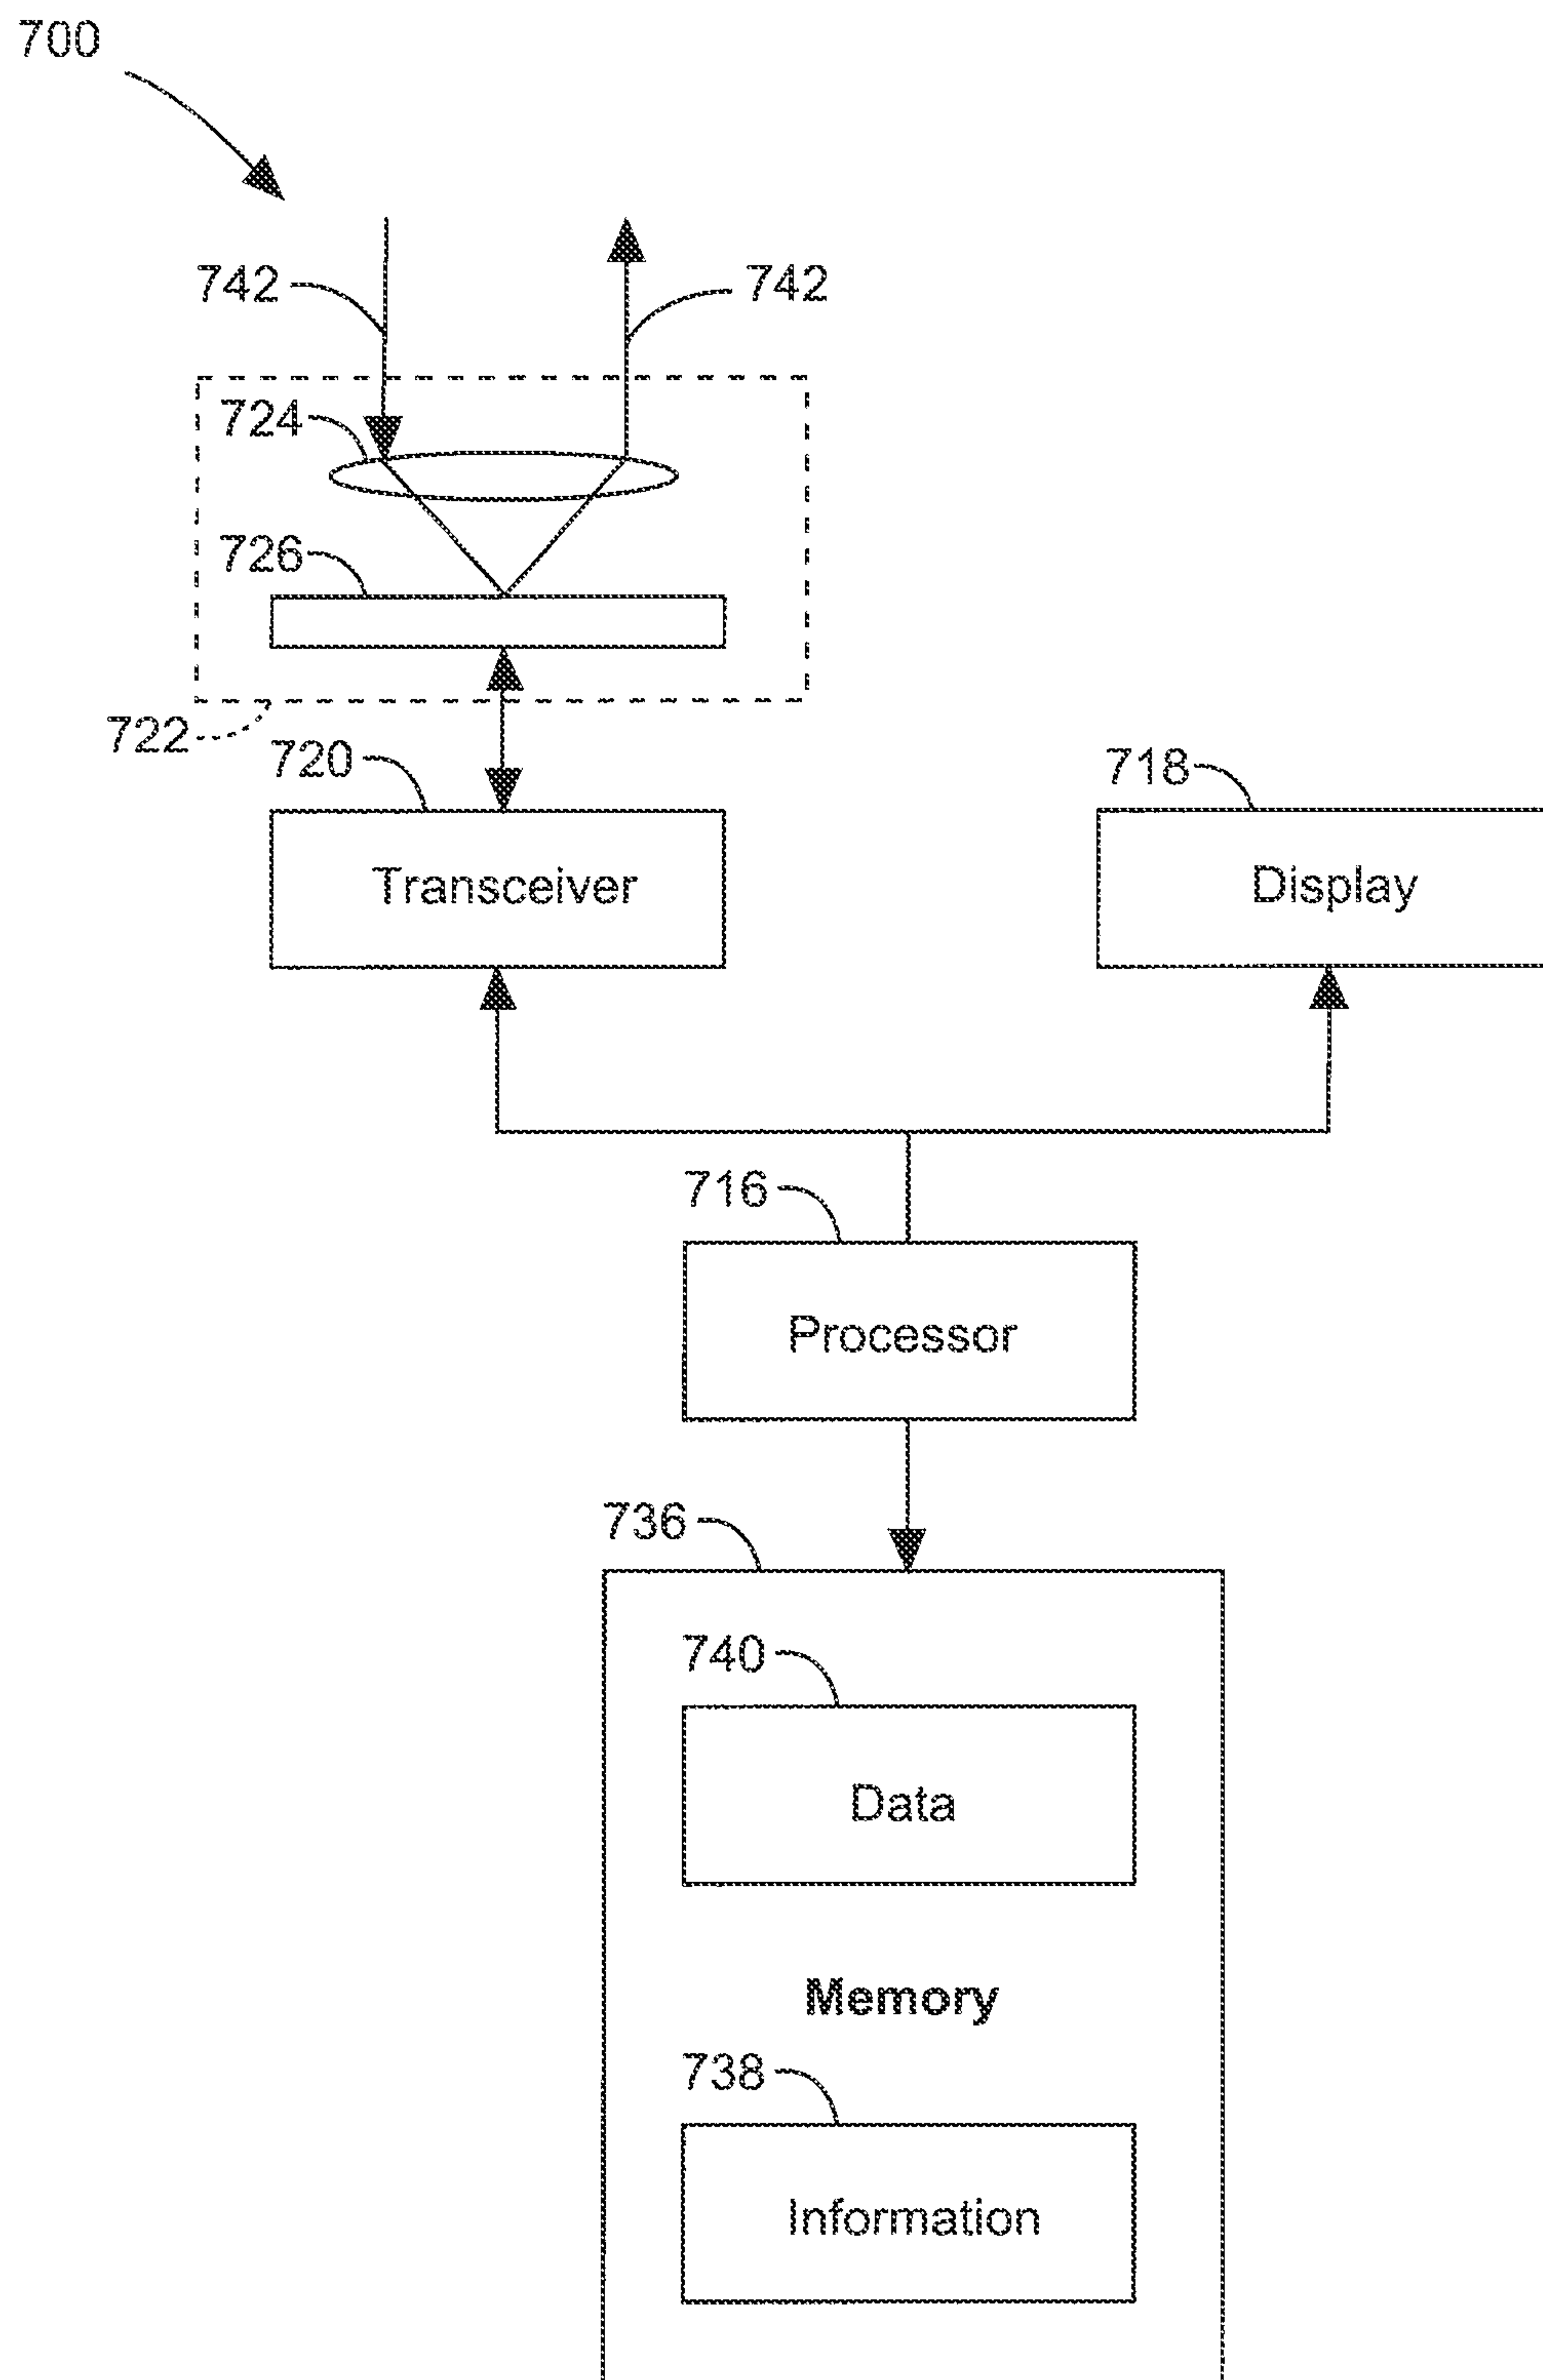 700
742
742
724
726
722
720
718
Transceiver
Display
716
Processor
736
740
Data
Memory
738
Information